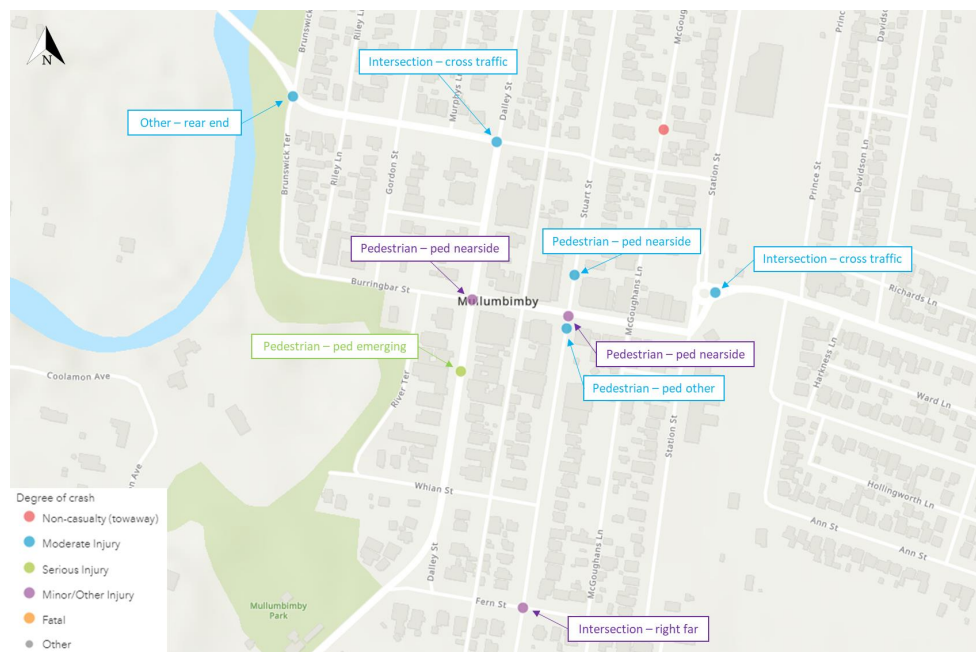 N
Brunswick
Riley Ln
Murphys Ln
Dalley St
McGoug
Princ
Davidso
Intersection – cross traffic
Other – rear end
Brunswick Ter
Riley Ln
Gordon St
Stuart St
Station St
Prince St
Davidson Ln
Pedestrian – ped nearside
Pedestrian – ped nearside
Intersection – cross traffic
Burringbar St
Mullumbimby
McGoughans Ln
Richards Ln
Pedestrian – ped emerging
Pedestrian – ped nearside
Pedestrian – ped other
Harkness Ln
Ward Ln
Coolamon Ave
River Ter
Station St
n Ave
Whian St
Hollingworth Ln
Ann St
Ann St
Degree of crash
Non-casualty (towaway)
Moderate Injury
Serious Injury
Minor/Other Injury
Fatal
Other
Dalley St
McGoughans Ln
Mullumbimby
Park
Fern St
Intersection – right far